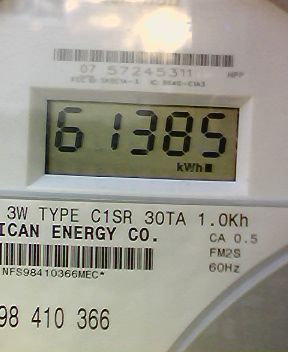 07 57245311 HPP
61385
kWh
3W TYPE C1SR 30TA 1.0Kh
ICAN ENERGY CO.
CA 0.5
FM2S
60Hz
NFS98410366MEC*
98 410 366